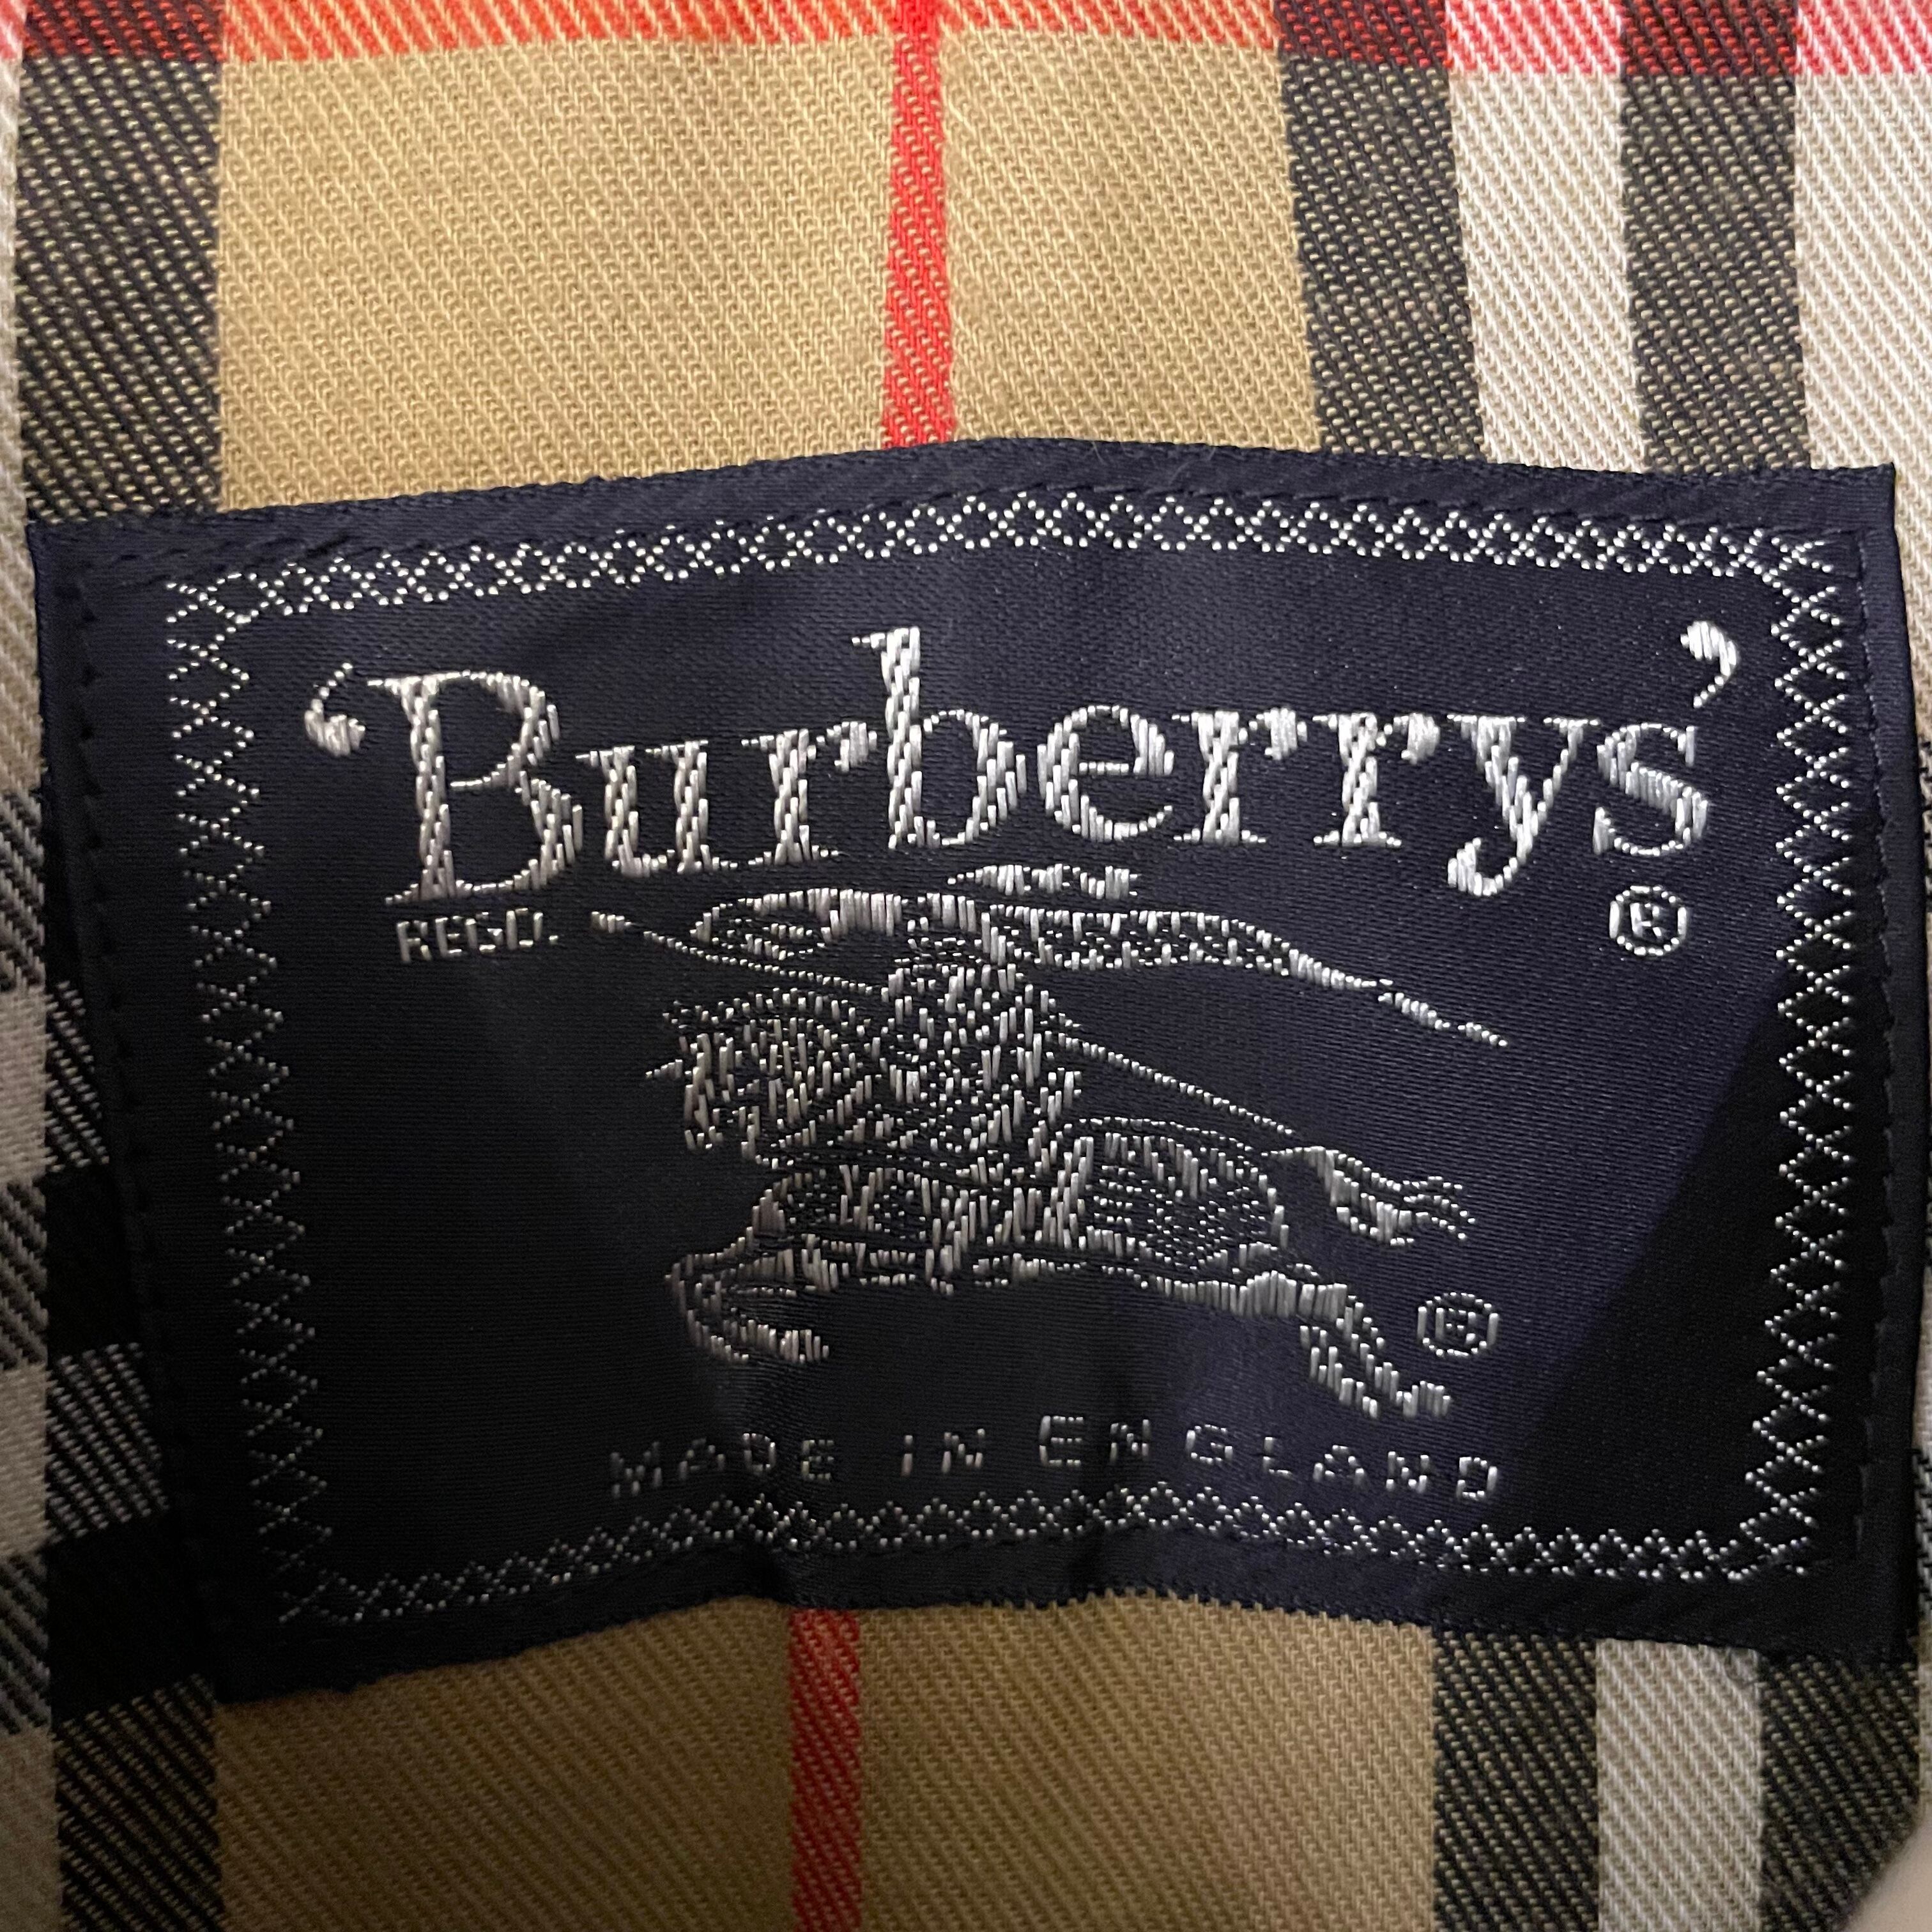 ‘Burberrys’
REGD. ®
®
MADE IN ENGLAND